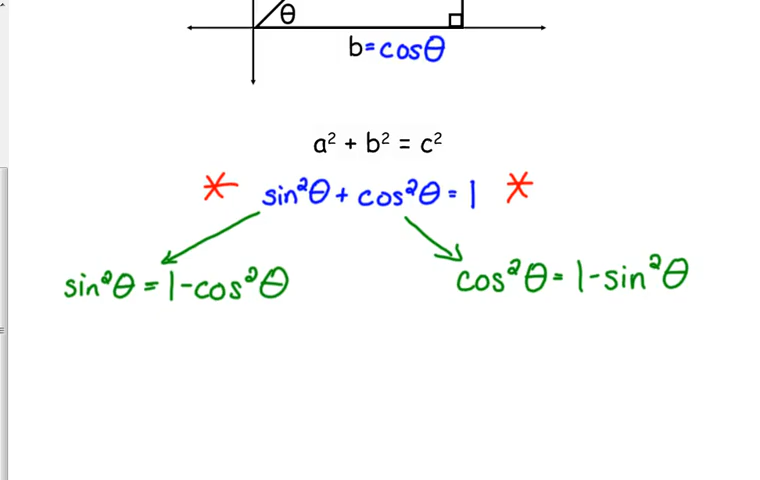 θ
b=cosθ
a² + b² = c²
* sin²θ + cos²θ = 1 *
sin²θ = 1-cos²θ
cos²θ = 1-sin²θ